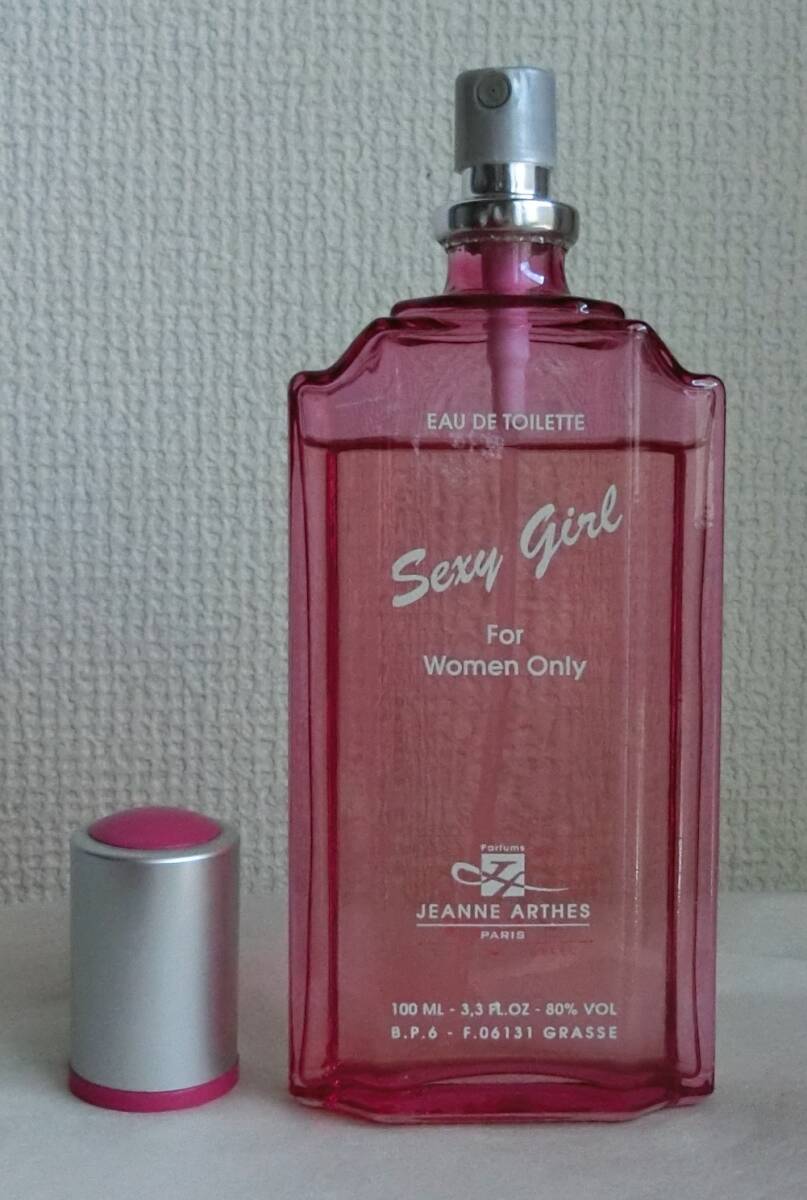 EAU DE TOILETTE
Sexy Girl
For
Women Only
Parfums
JEANNE ARTHES
PARIS
100 ML - 3,3 FL.OZ - 80% VOL
B.P.6 - F.06131 GRASSE